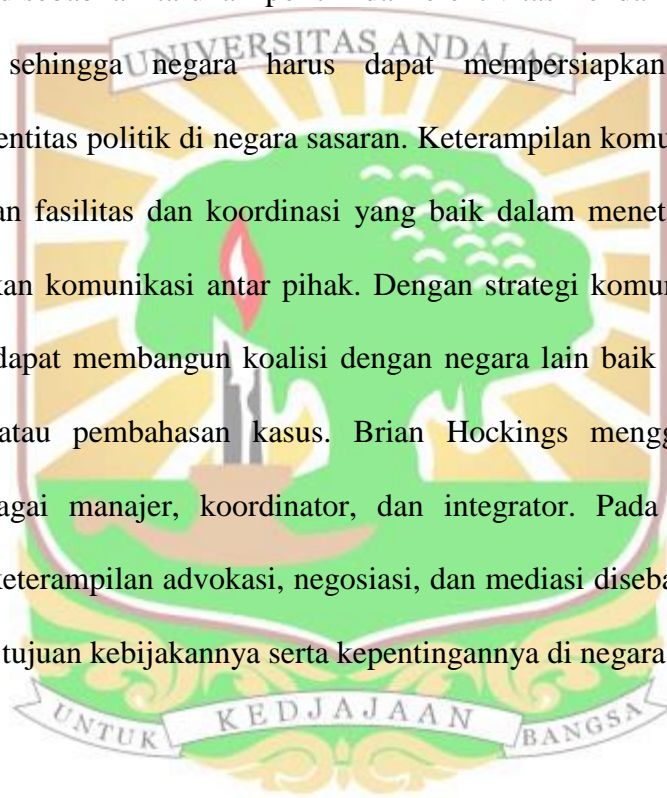 UNIVERSITAS ANDALAS
sehingga negara harus dapat mempersiapkan
entitas politik di negara sasaran. Keterampilan komu
an fasilitas dan koordinasi yang baik dalam menet
kan komunikasi antar pihak. Dengan strategi komu
dapat membangun koalisi dengan negara lain baik
atau pembahasan kasus. Brian Hockings mengg
agai manajer, koordinator, dan integrator. Pada
keterampilan advokasi, negosiasi, dan mediasi diseba
tujuan kebijakannya serta kepentingannya di negara
UNTUK KEDJAJAAN BANGSA